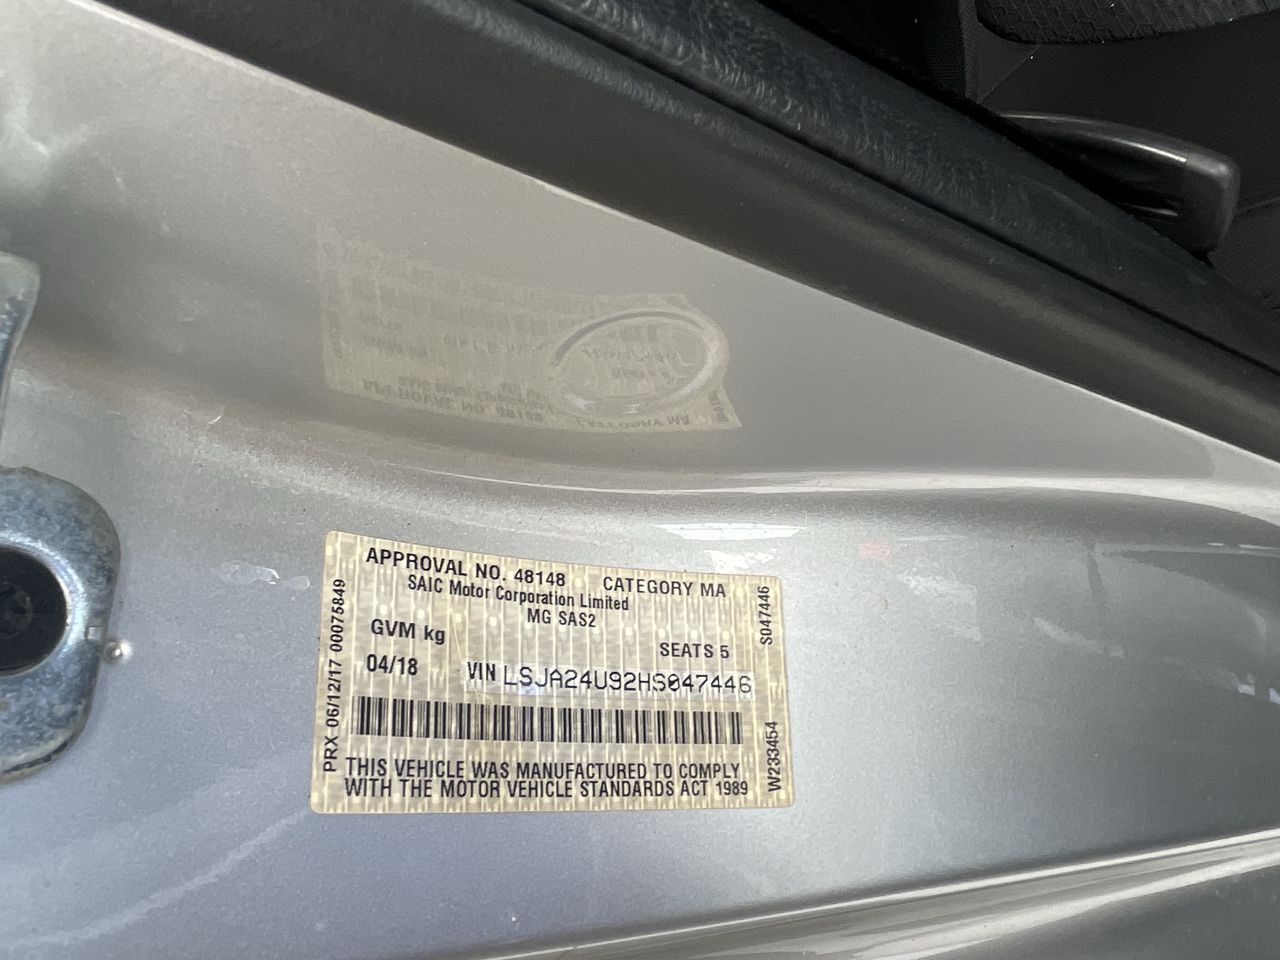 APPROVAL NO. 48148 CATEGORY MA
SAIC Motor Corporation Limited
MG SAS2
GVM kg
SEATS 5
04/18 VIN LSJA24U92HS047446
THIS VEHICLE WAS MANUFACTURED TO COMPLY
WITH THE MOTOR VEHICLE STANDARDS ACT 1989
PRX 06/12/17 00075849
S047446
W233454